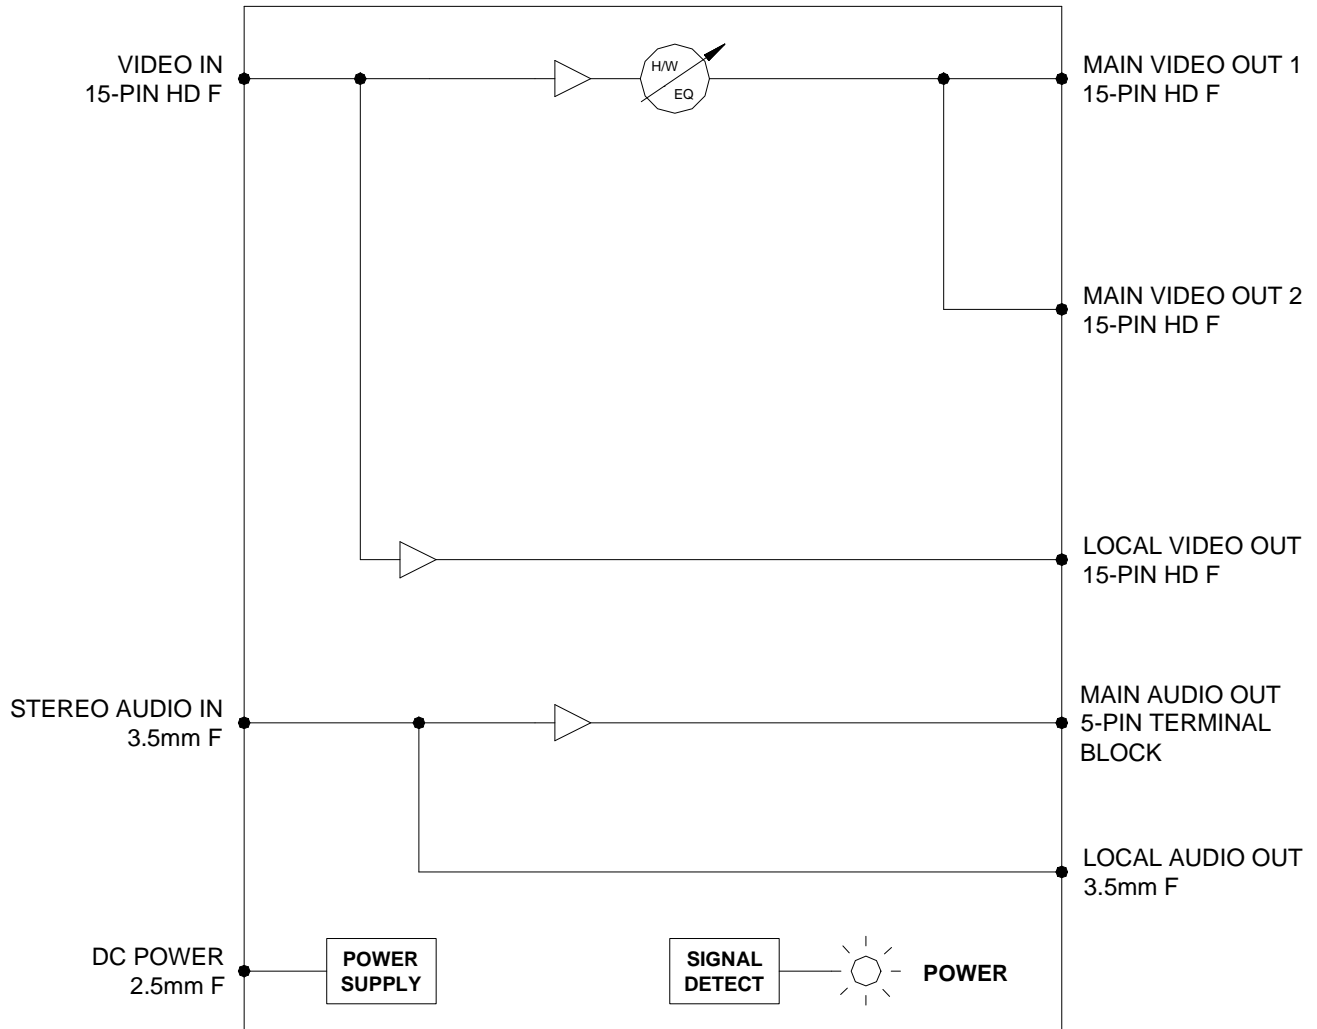 VIDEO IN
15-PIN HD F
H/W
EQ
MAIN VIDEO OUT 1
15-PIN HD F
MAIN VIDEO OUT 2
15-PIN HD F
LOCAL VIDEO OUT
15-PIN HD F
STEREO AUDIO IN
3.5mm F
MAIN AUDIO OUT
5-PIN TERMINAL
BLOCK
LOCAL AUDIO OUT
3.5mm F
DC POWER
2.5mm F
POWER
SUPPLY
SIGNAL
DETECT
POWER